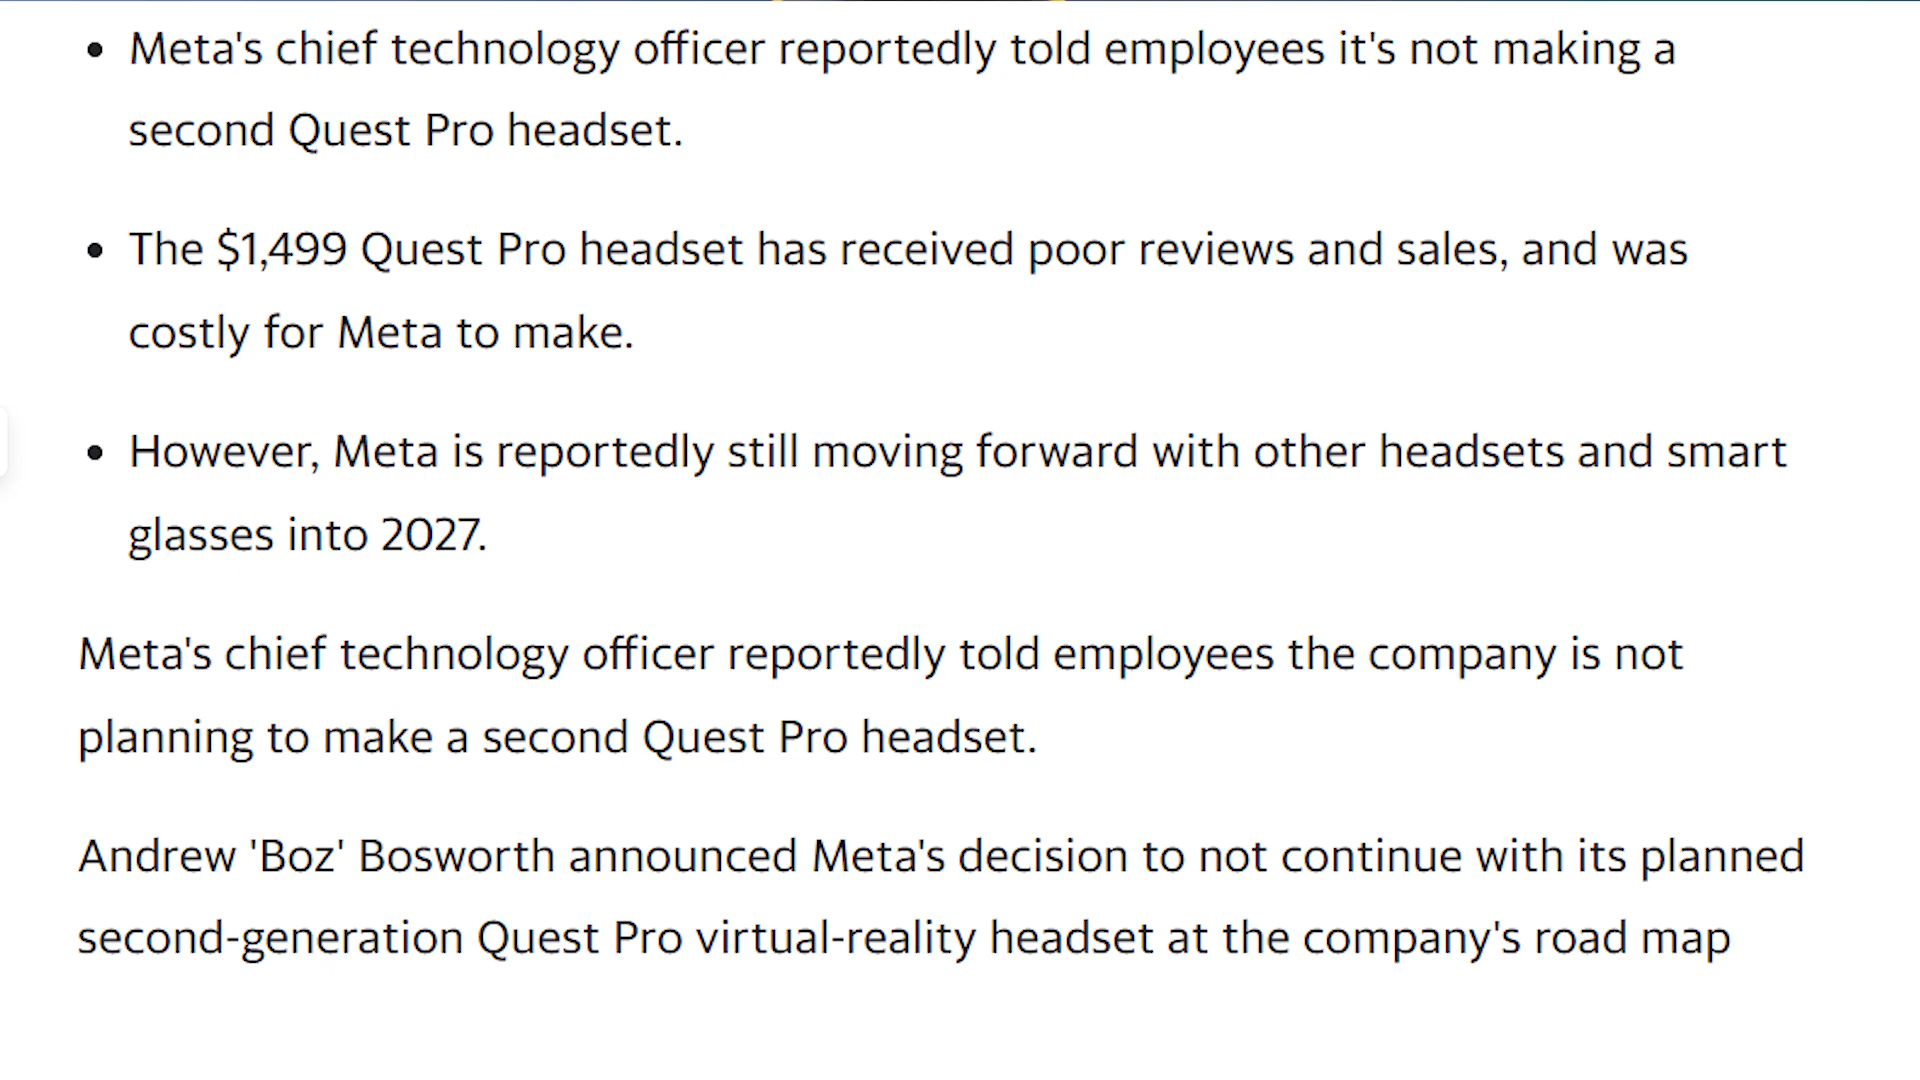 • Meta's chief technology officer reportedly told employees it's not making a
second Quest Pro headset.
• The $1,499 Quest Pro headset has received poor reviews and sales, and was
costly for Meta to make.
• However, Meta is reportedly still moving forward with other headsets and smart
glasses into 2027.
Meta's chief technology officer reportedly told employees the company is not
planning to make a second Quest Pro headset.
Andrew 'Boz' Bosworth announced Meta's decision to not continue with its planned
second-generation Quest Pro virtual-reality headset at the company's road map